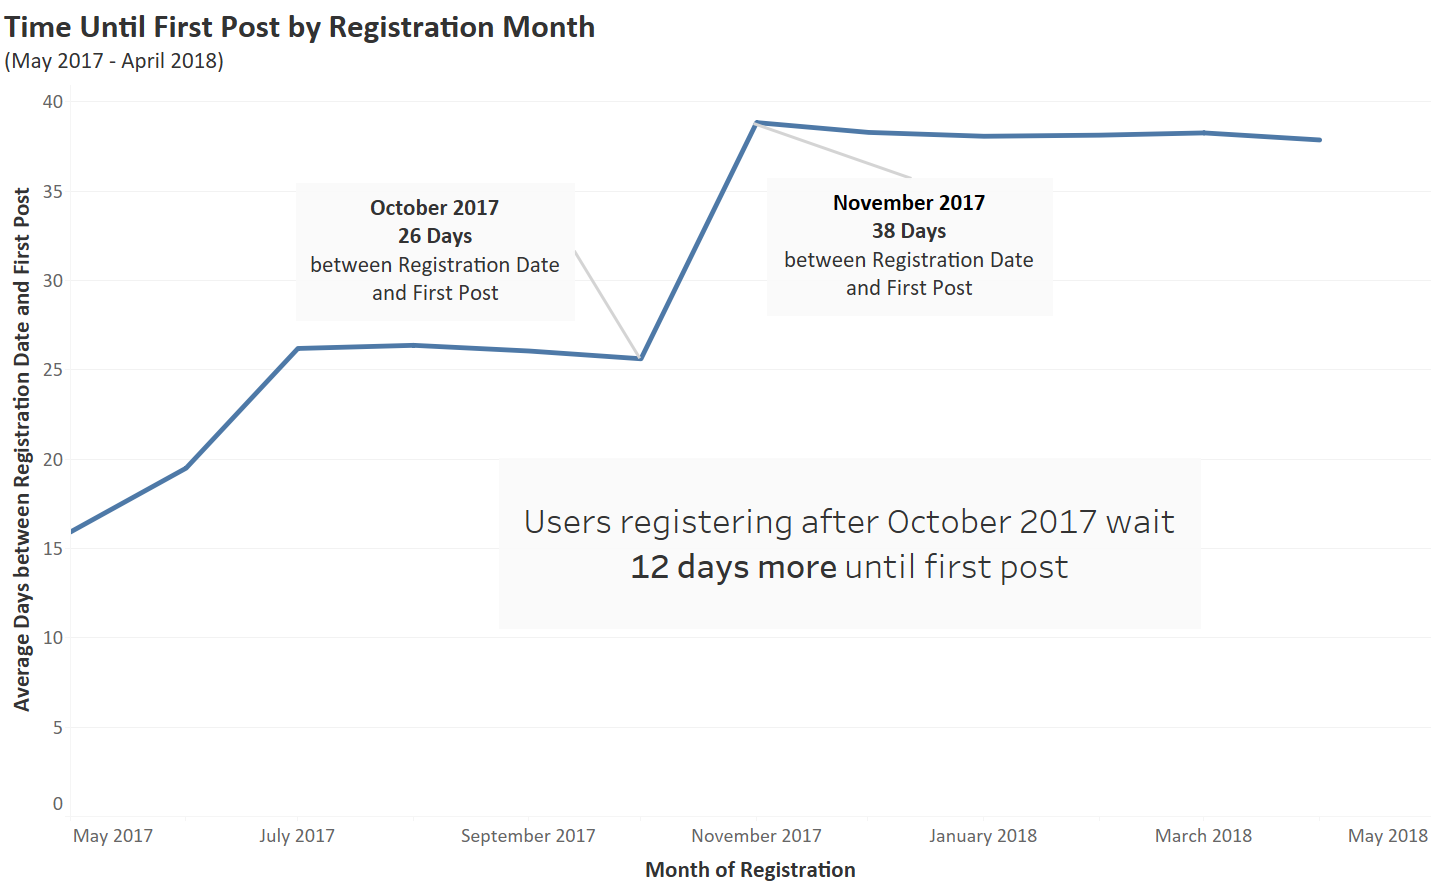 Time Until First Post by Registration Month
(May 2017 - April 2018)
Average Days between Registration Date and First Post
40
35
30
25
20
15
10
5
0
October 2017
26 Days
between Registration Date
and First Post
November 2017
38 Days
between Registration Date
and First Post
Users registering after October 2017 wait
12 days more until first post
May 2017 July 2017 September 2017 November 2017 January 2018 March 2018 May 2018
Month of Registration